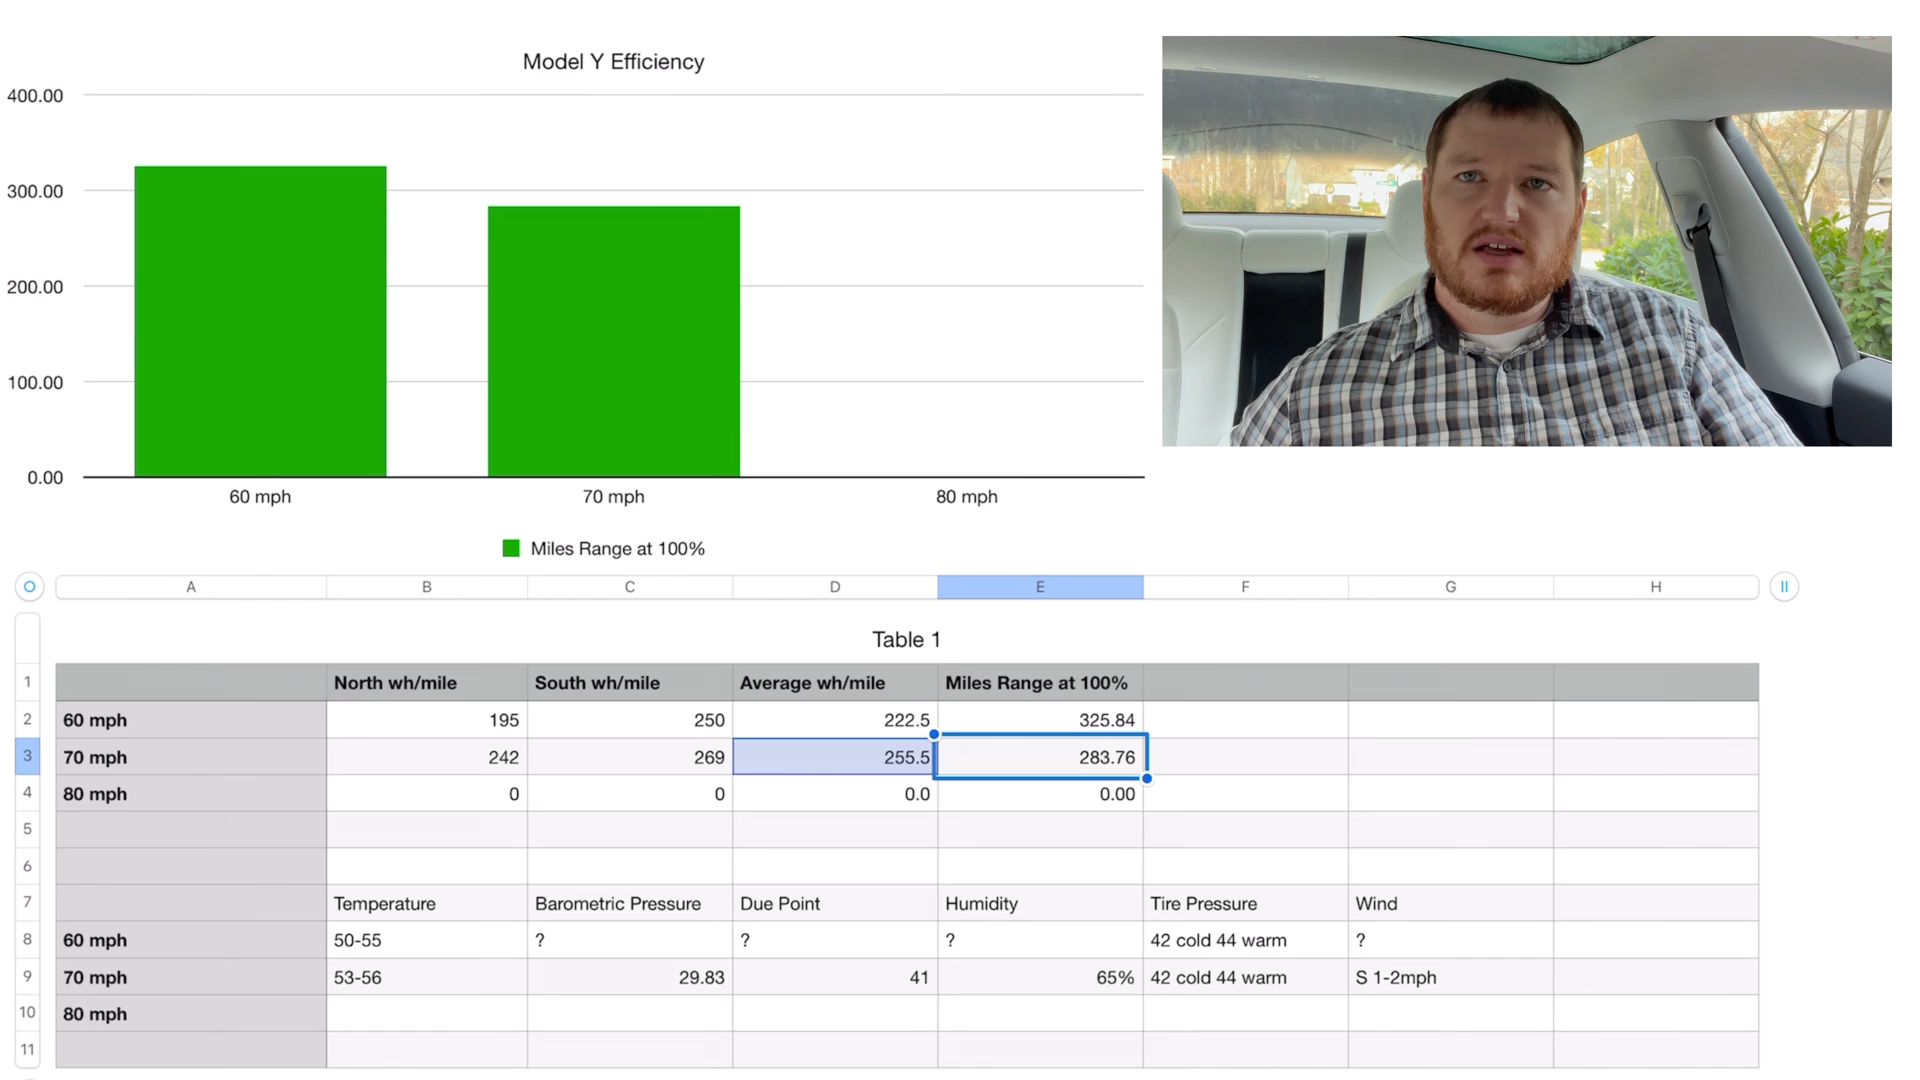 Model Y Efficiency
400.00
300.00
200.00
100.00
0.00
60 mph 70 mph 80 mph
Miles Range at 100%
A B C D E F G H
Table 1
1 North wh/mile South wh/mile Average wh/mile Miles Range at 100%
2 60 mph 195 250 222.5 325.84
3 70 mph 242 269 255.5 283.76
4 80 mph 0 0 0.0 0.00
5
6
7 Temperature Barometric Pressure Due Point Humidity Tire Pressure Wind
8 60 mph 50-55 ? ? ? 42 cold 44 warm ?
9 70 mph 53-56 29.83 41 65% 42 cold 44 warm S 1-2mph
10 80 mph
11